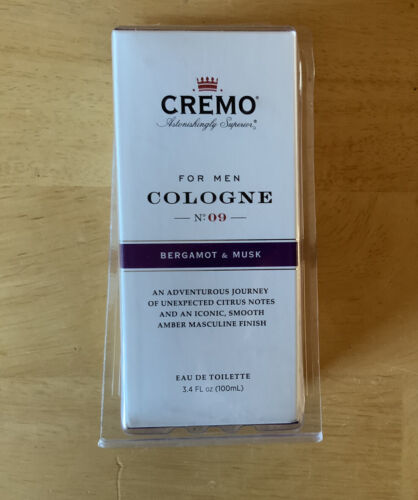 CREMO®
Astonishingly Superior®
FOR MEN
COLOGNE
Nº 09
BERGAMOT & MUSK
AN ADVENTUROUS JOURNEY
OF UNEXPECTED CITRUS NOTES
AND AN ICONIC, SMOOTH
AMBER MASCULINE FINISH
EAU DE TOILETTE
3.4 FL oz (100mL)